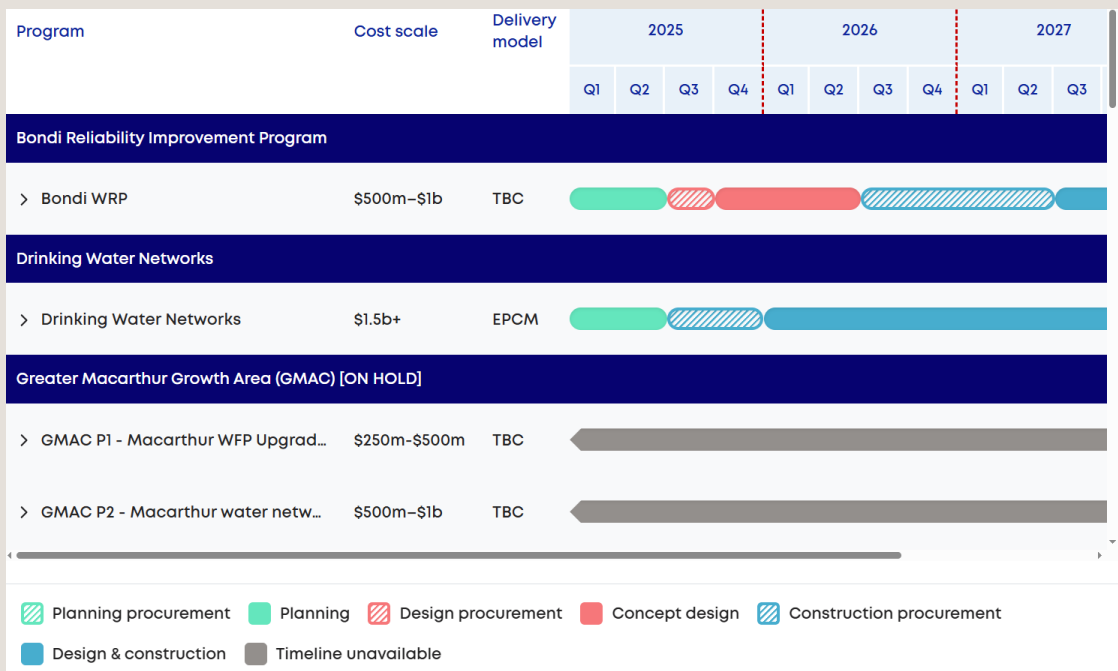 Program
Cost scale
Delivery
model
2025
2026
2027
Q1
Q2
Q3
Q4
Q1
Q2
Q3
Q4
Q1
Q2
Q3
Bondi Reliability Improvement Program
Bondi WRP
$500m–$1b
TBC
Drinking Water Networks
Drinking Water Networks
$1.5b+
EPCM
Greater Macarthur Growth Area (GMAC) [ON HOLD]
GMAC P1 - Macarthur WFP Upgrad...
$250m-$500m
TBC
GMAC P2 - Macarthur water netw...
$500m–$1b
TBC
Planning procurement
Planning
Design procurement
Concept design
Construction procurement
Design & construction
Timeline unavailable